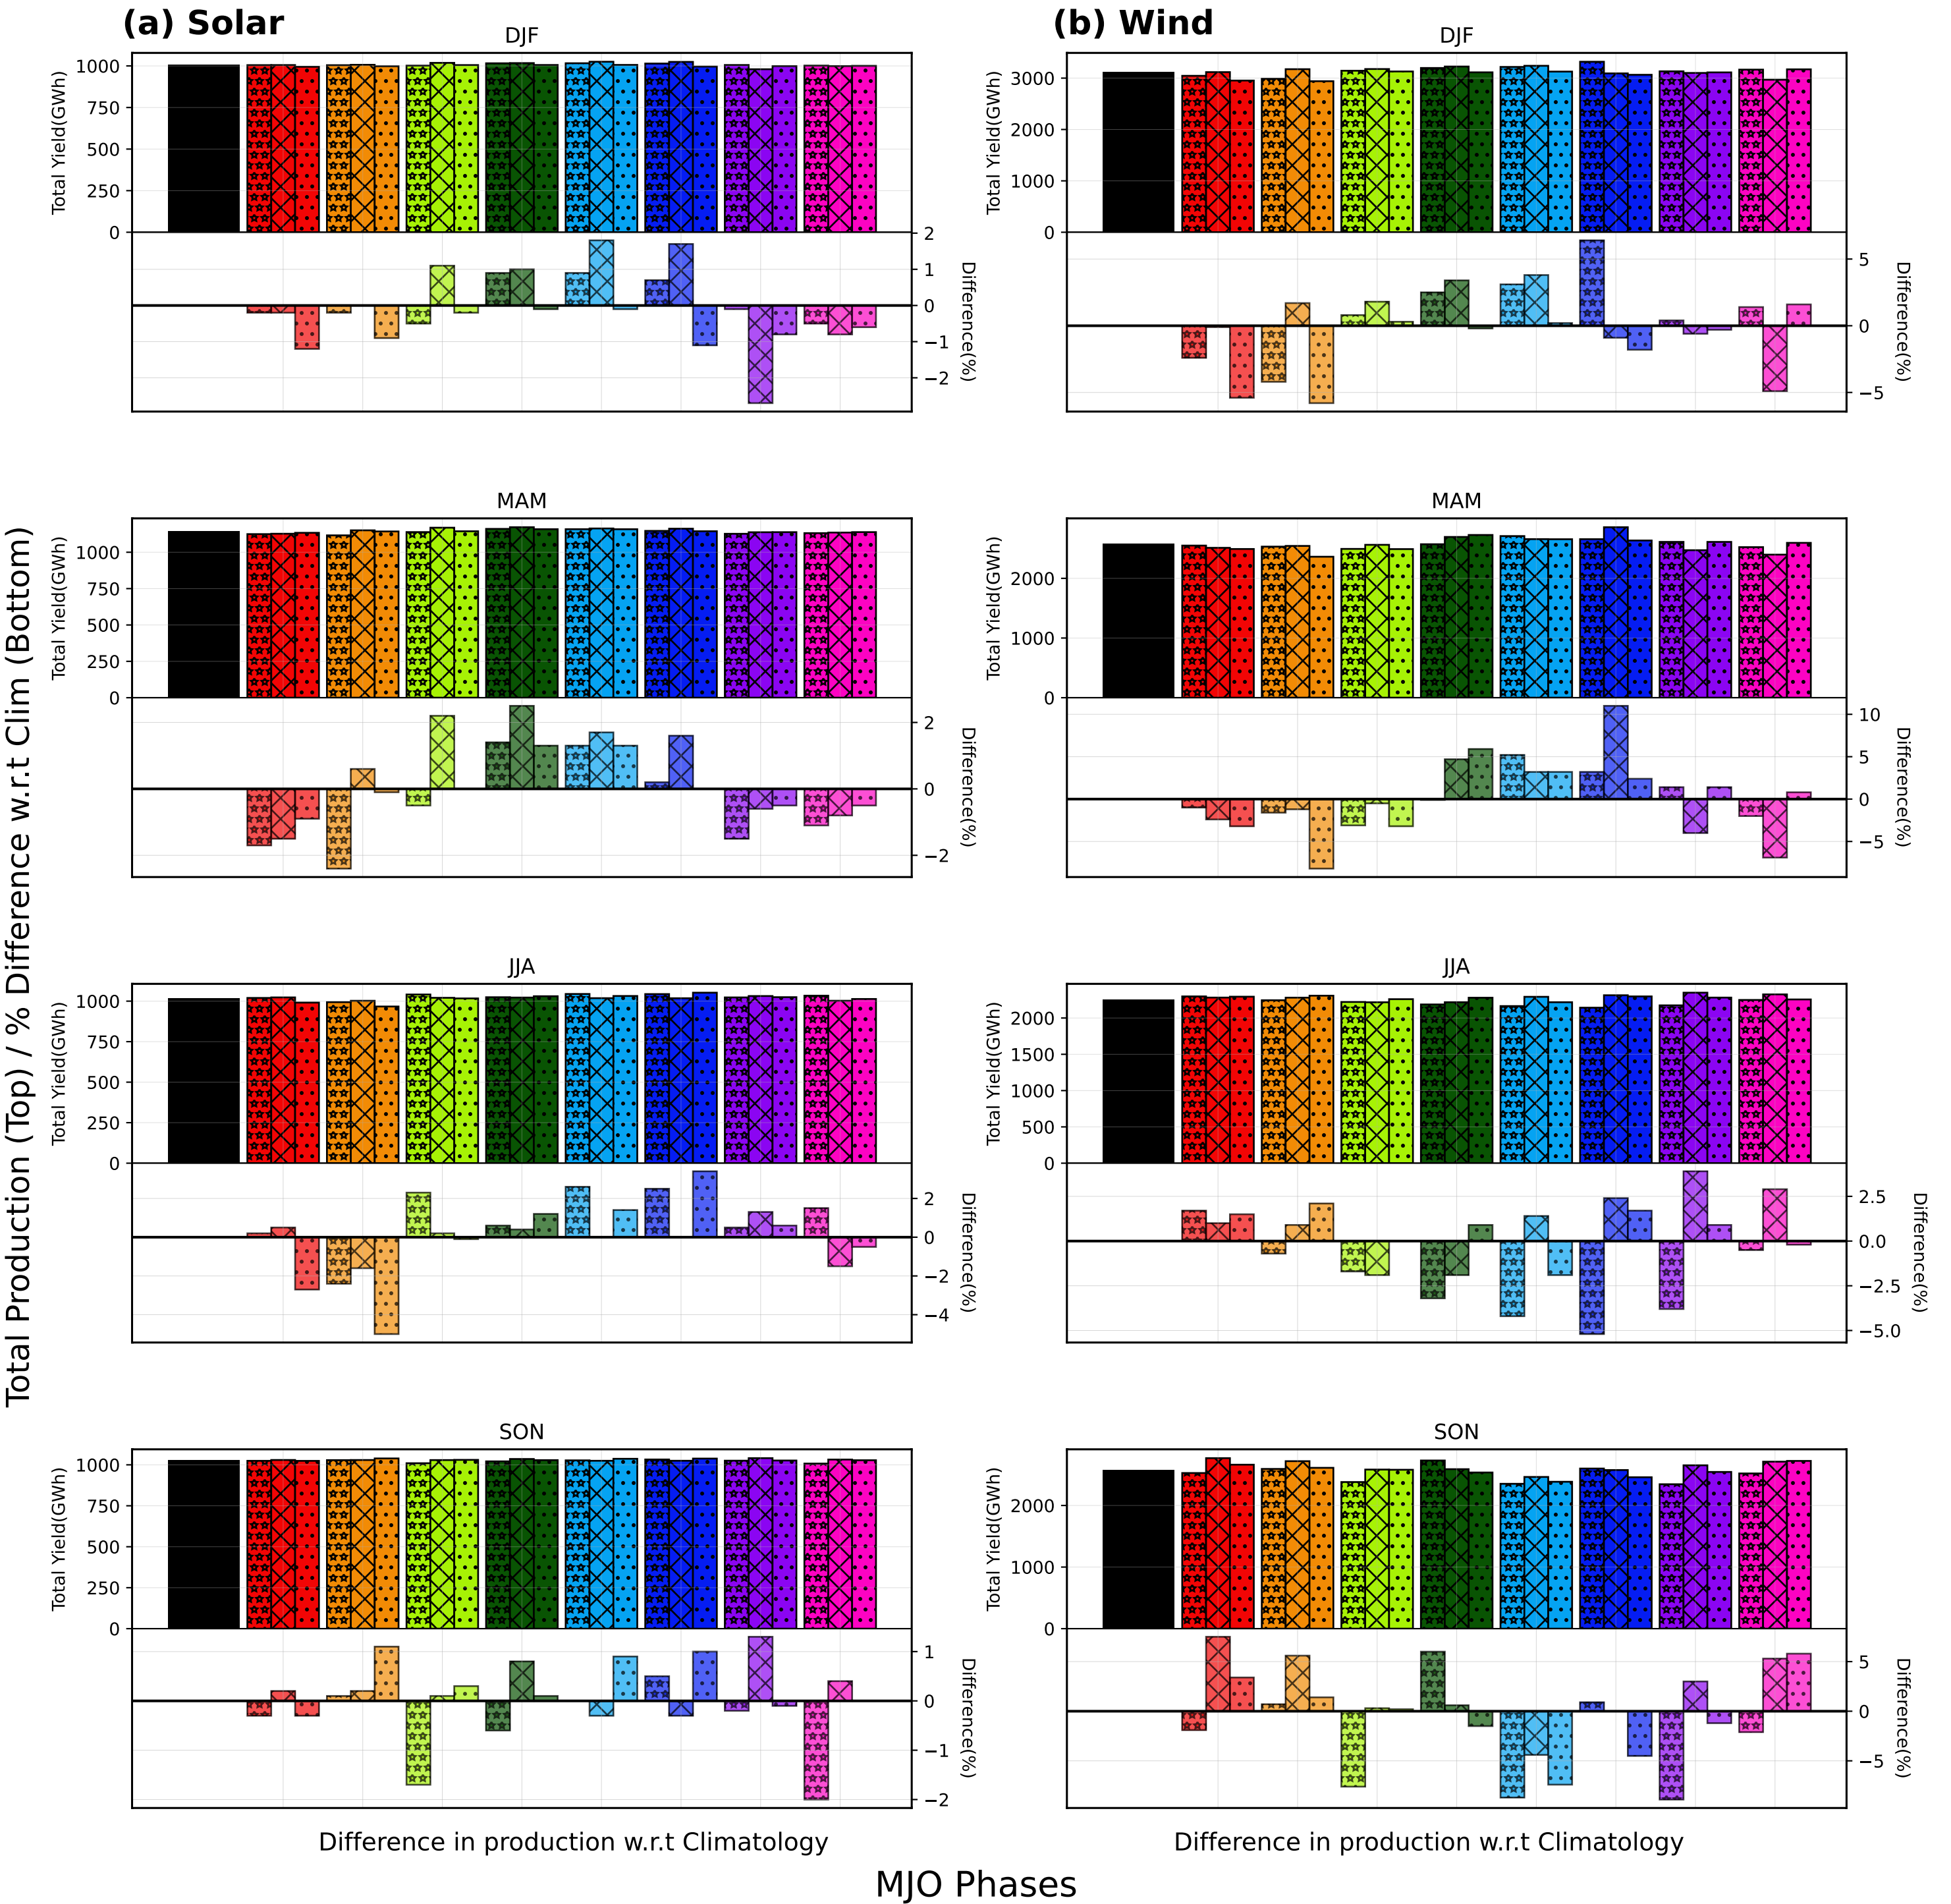 (a) Solar
(b) Wind
Total Production (Top) / % Difference w.r.t Clim (Bottom)
DJF
Total Yield(GWh)
1000
750
500
250
0
2
1
0
−1
−2
Difference(%)
DJF
Total Yield(GWh)
3000
2000
1000
0
5
0
−5
Difference(%)
MAM
Total Yield(GWh)
1000
750
500
250
0
2
0
−2
Difference(%)
MAM
Total Yield(GWh)
2000
1000
0
10
5
0
−5
Difference(%)
JJA
Total Yield(GWh)
1000
750
500
250
0
2
0
−2
−4
Difference(%)
JJA
Total Yield(GWh)
2000
1500
1000
500
0
2.5
0.0
−2.5
−5.0
Difference(%)
SON
Total Yield(GWh)
1000
750
500
250
0
1
0
−1
−2
Difference(%)
SON
Total Yield(GWh)
2000
1000
0
5
0
−5
Difference(%)
Difference in production w.r.t Climatology
Difference in production w.r.t Climatology
MJO Phases